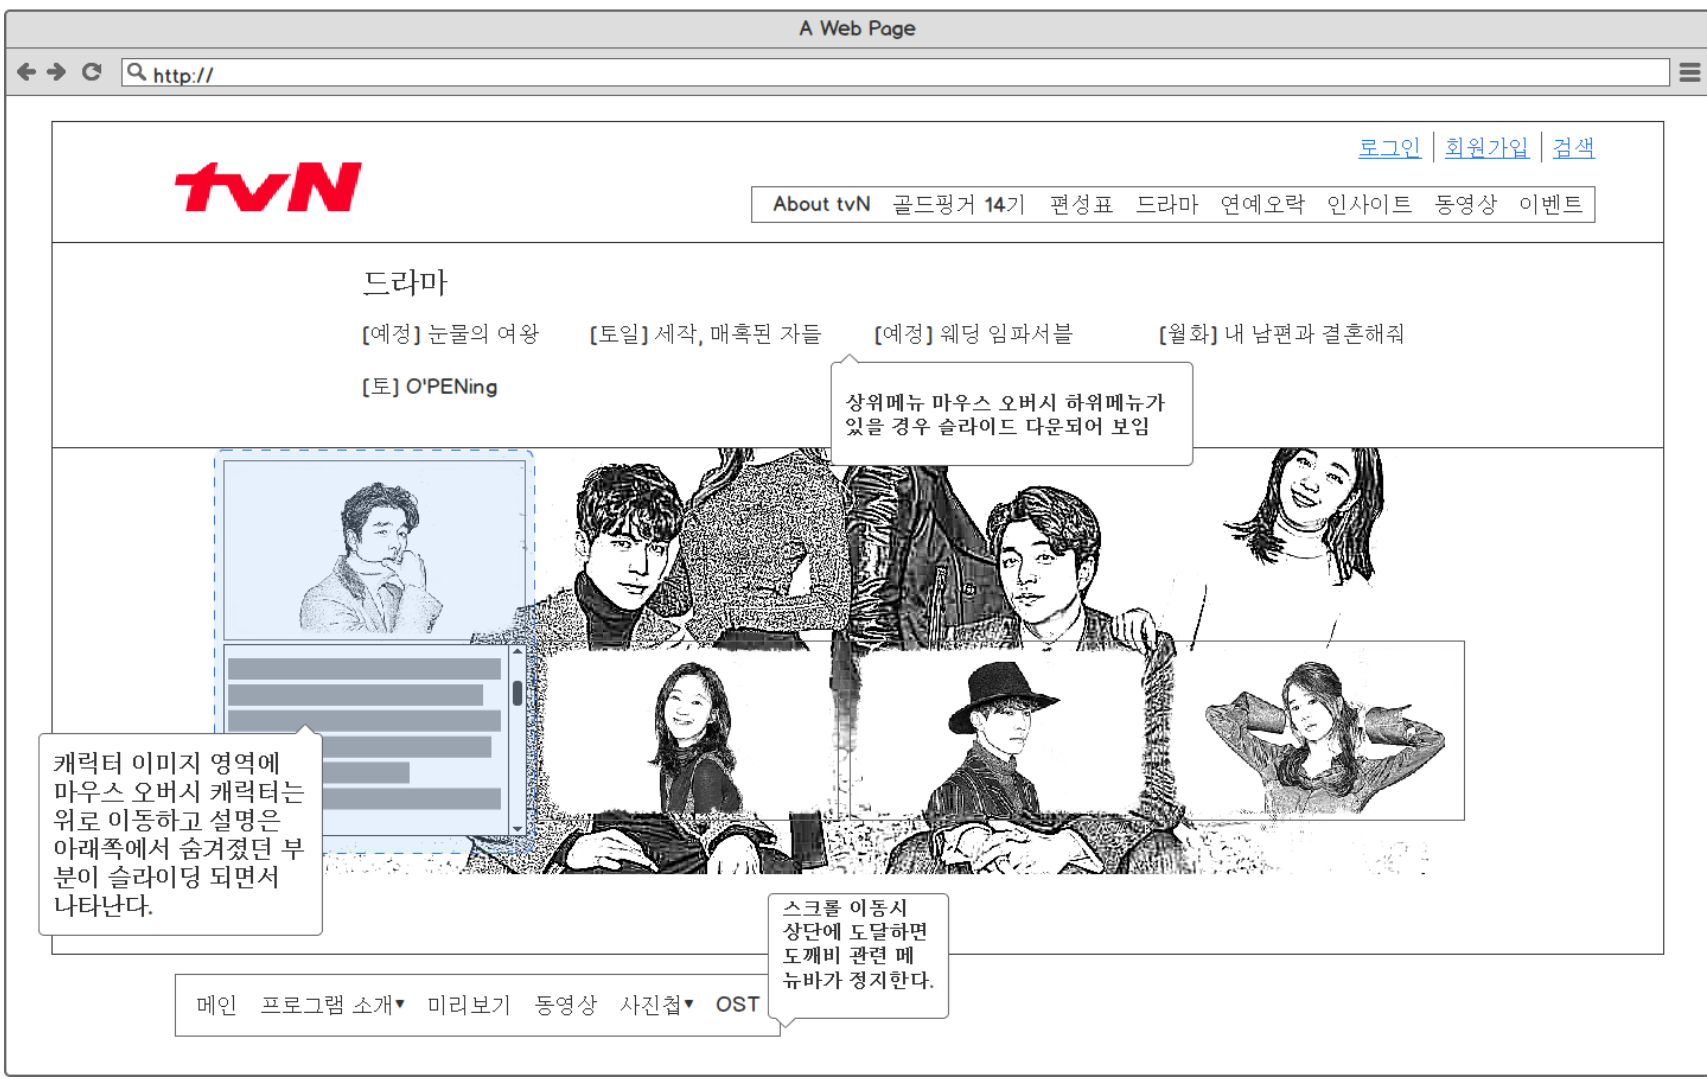 A Web Page
http://
로그인 회원가입 검색
tvN
About tvN 골드핑거 14기 편성표 드라마 연예오락 인사이트 동영상 이벤트
드라마
[예정] 눈물의 여왕 [토일] 세작, 매혹된 자들 [예정] 웨딩 임파서블 [월화] 내 남편과 결혼해줘
[토] O'PENing
상위메뉴 마우스 오버시 하위메뉴가
있을 경우 슬라이드 다운되어 보임
캐릭터 이미지 영역에
마우스 오버시 캐릭터는
위로 이동하고 설명은
아래쪽에서 숨겨졌던 부
분이 슬라이딩 되면서
나타난다.
스크롤 이동시
상단에 도달하면
도깨비 관련 메
뉴바가 정지한다.
메인 프로그램 소개▾ 미리보기 동영상 사진첩▾ OST